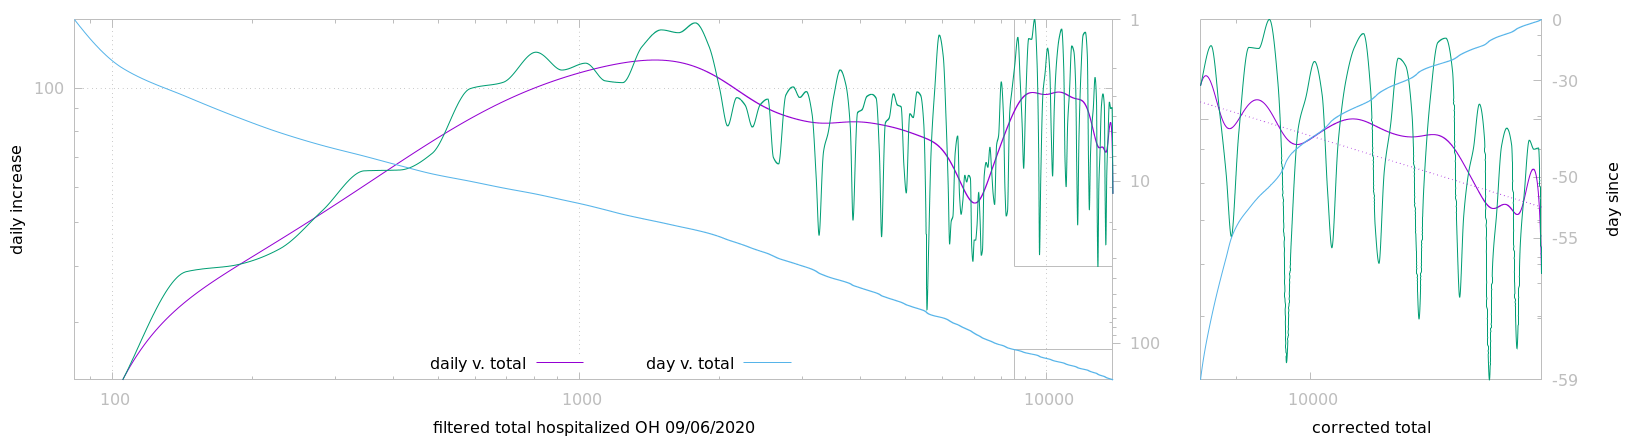 daily increase
100
1
10
100
daily v. total
day v. total
100
1000
10000
filtered total hospitalized OH 09/06/2020
0
-30
-50
-55
-59
day since
10000
corrected total